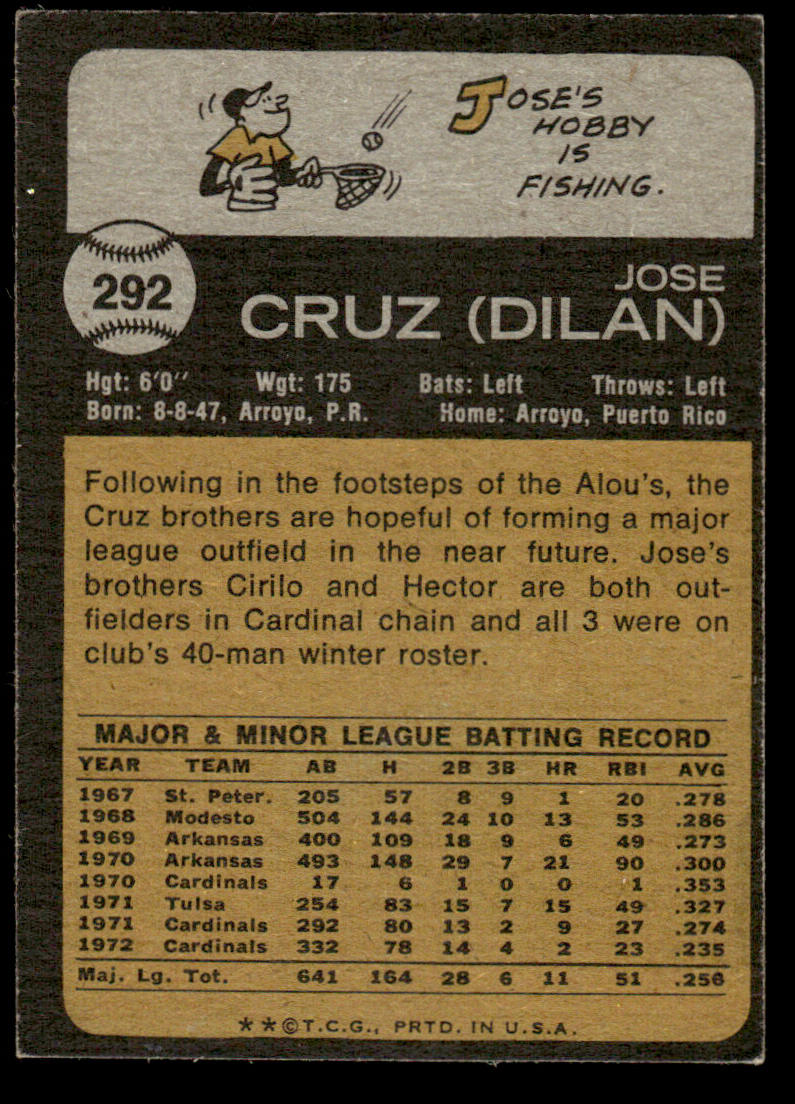 JOSE'S
HOBBY
IS
FISHING.
292
JOSE
CRUZ (DILAN)
Hgt: 6'0" Wgt: 175 Bats: Left Throws: Left
Born: 8-8-47, Arroyo, P.R. Home: Arroyo, Puerto Rico
Following in the footsteps of the Alou's, the
Cruz brothers are hopeful of forming a major
league outfield in the near future. Jose's
brothers Cirilo and Hector are both out-
fielders in Cardinal chain and all 3 were on
club's 40-man winter roster.
MAJOR & MINOR LEAGUE BATTING RECORD
YEAR TEAM AB H 2B 3B HR RBI AVG
1967 St. Peter. 205 57 8 9 1 20 .278
1968 Modesto 504 144 24 10 13 53 .286
1969 Arkansas 400 109 18 9 6 49 .273
1970 Arkansas 493 148 29 7 21 90 .300
1970 Cardinals 17 6 1 0 0 1 .353
1971 Tulsa 254 83 15 7 15 49 .327
1971 Cardinals 292 80 13 2 9 27 .274
1972 Cardinals 332 78 14 4 2 23 .235
Maj. Lg. Tot. 641 164 28 6 11 51 .256
**©T.C.G., PRTD. IN U.S.A.